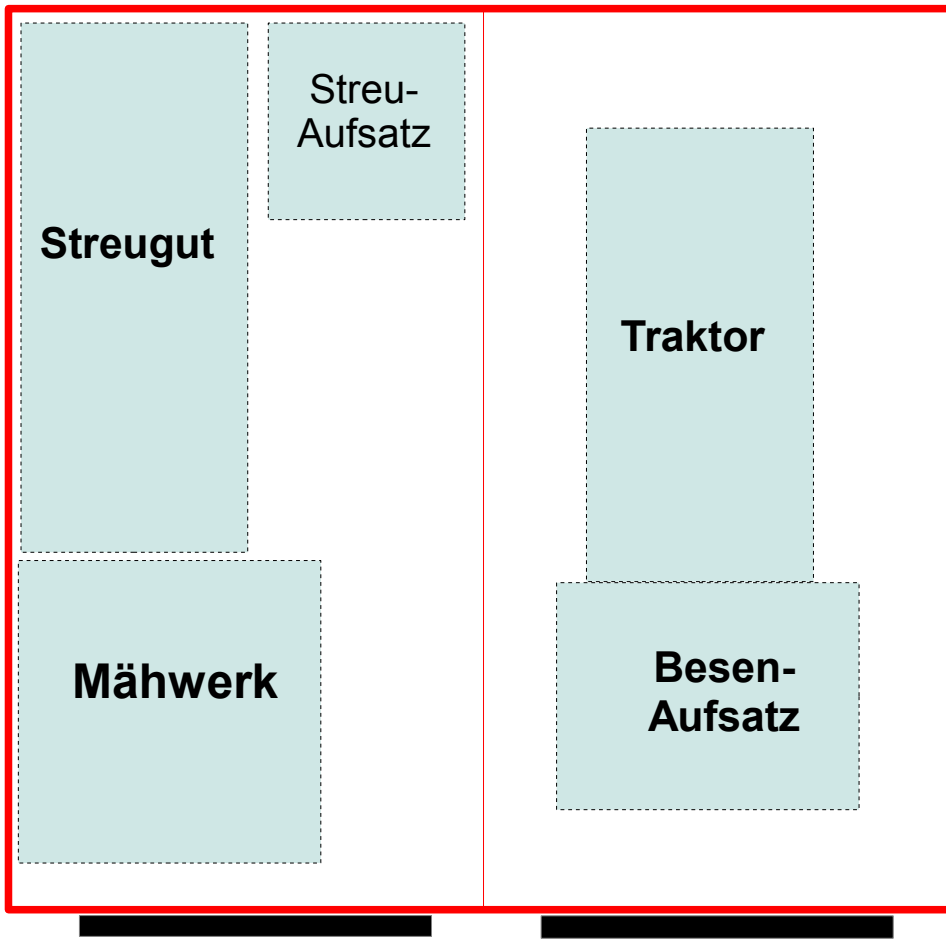 Streu-
Aufsatz
Streugut
Traktor
Mähwerk
Besen-
Aufsatz